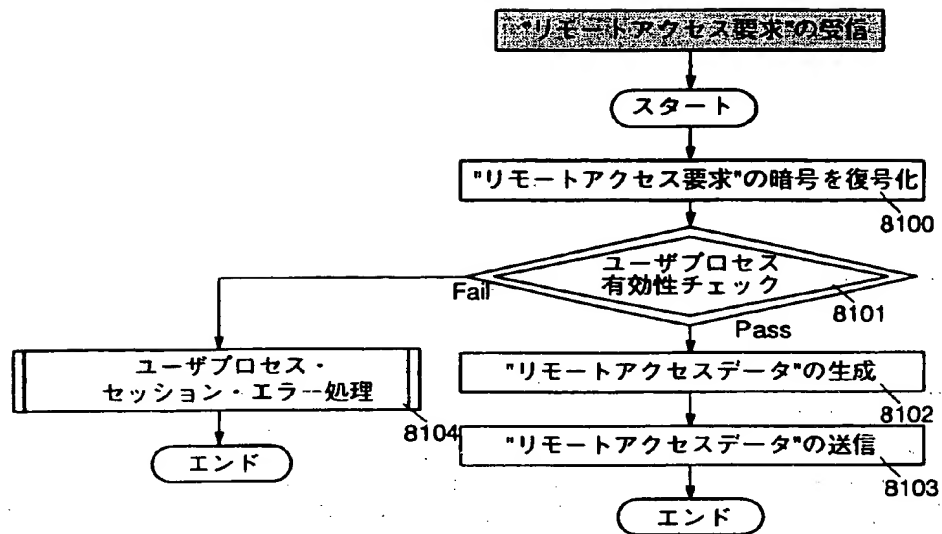 "リモートアクセス要求"の受信
スタート
"リモートアクセス要求"の暗号を復号化
8100
ユーザプロセス
有効性チェック
8101
Fail
Pass
ユーザプロセス・
セッション・エラー処理
8104
エンド
"リモートアクセスデータ"の生成
8102
"リモートアクセスデータ"の送信
8103
エンド